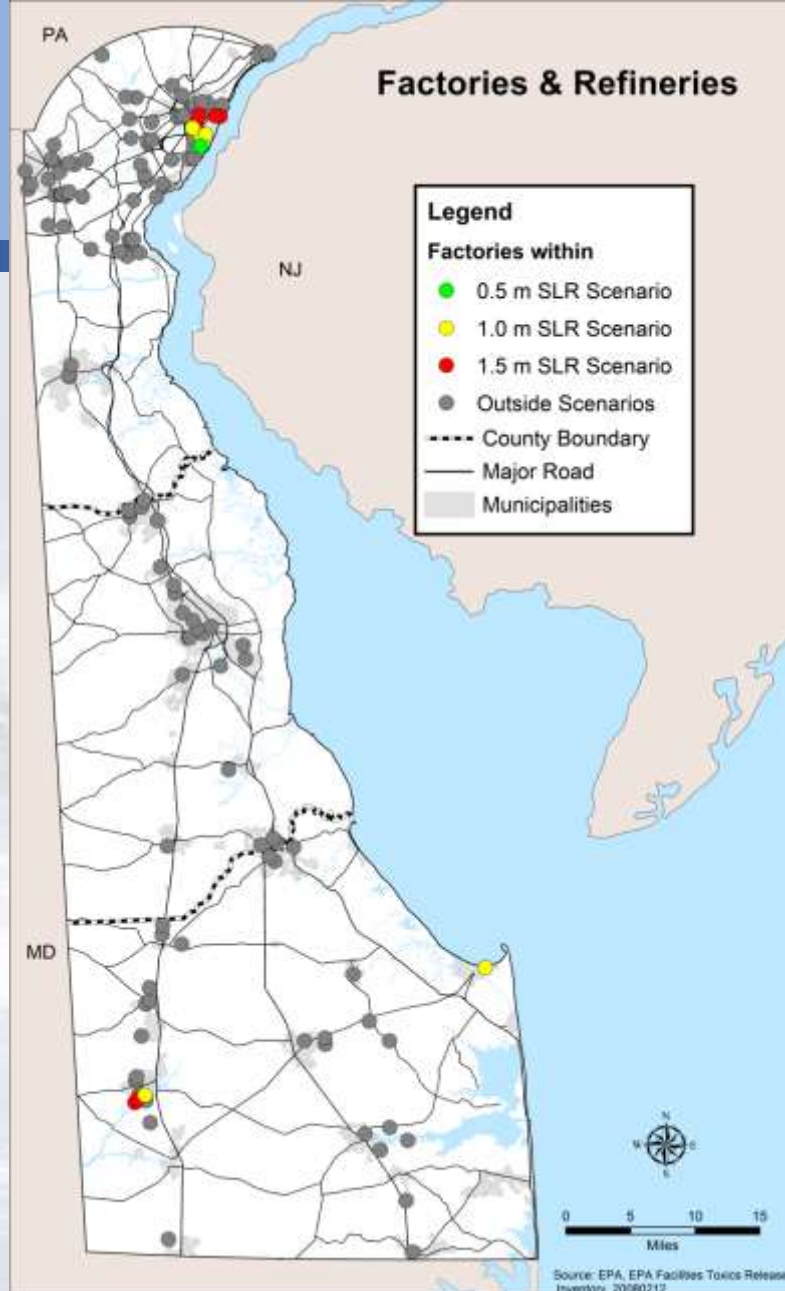 PA
Factories & Refineries
Legend
Factories within
0.5 m SLR Scenario
1.0 m SLR Scenario
1.5 m SLR Scenario
Outside Scenarios
County Boundary
Major Road
Municipalities
NJ
MD
N
W E
S
0 5 10 15
Miles
Source: EPA, EPA Facilities Toxics Release
Inventory, 20080212